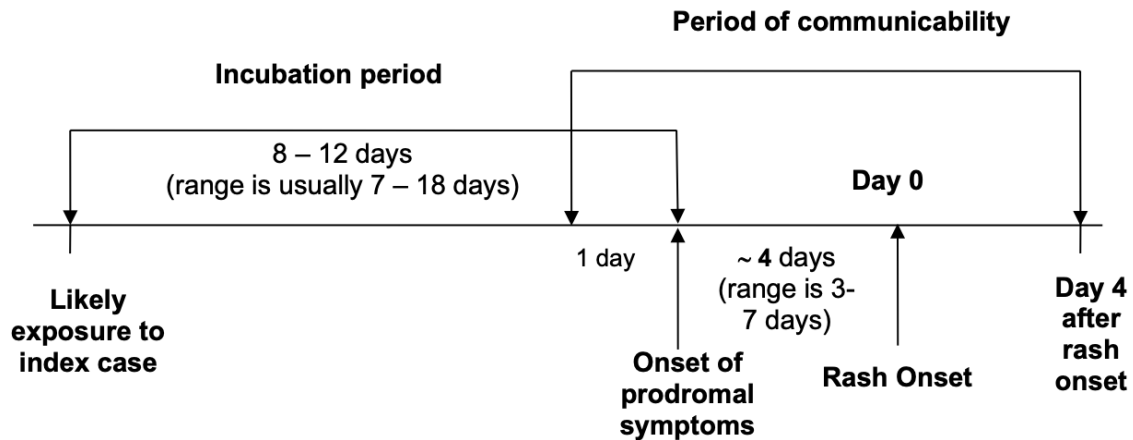 Period of communicability
Incubation period
8 – 12 days
(range is usually 7 – 18 days)
Day 0
1 day
~ 4 days
(range is 3-
7 days)
Likely
exposure to
index case
Onset of
prodromal
symptoms
Rash Onset
Day 4
after
rash
onset